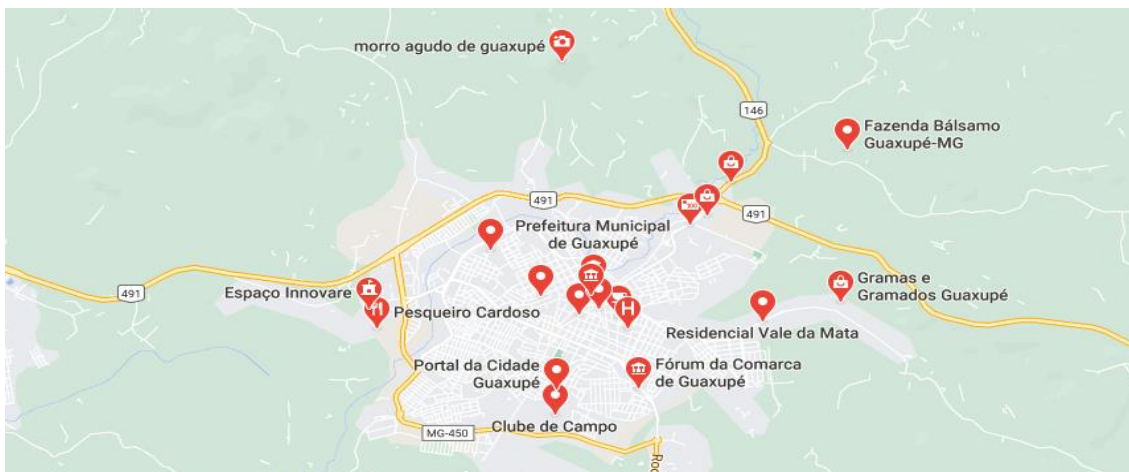 morro agudo de guaxupé
146
Fazenda Bálsamo
Guaxupé-MG
491
491
Prefeitura Municipal
de Guaxupé
491
Espaço Innovare
Gramas e
Gramados Guaxupé
Pesqueiro Cardoso
H
Residencial Vale da Mata
Portal da Cidade
Guaxupé
Fórum da Comarca
de Guaxupé
Clube de Campo
MG-450